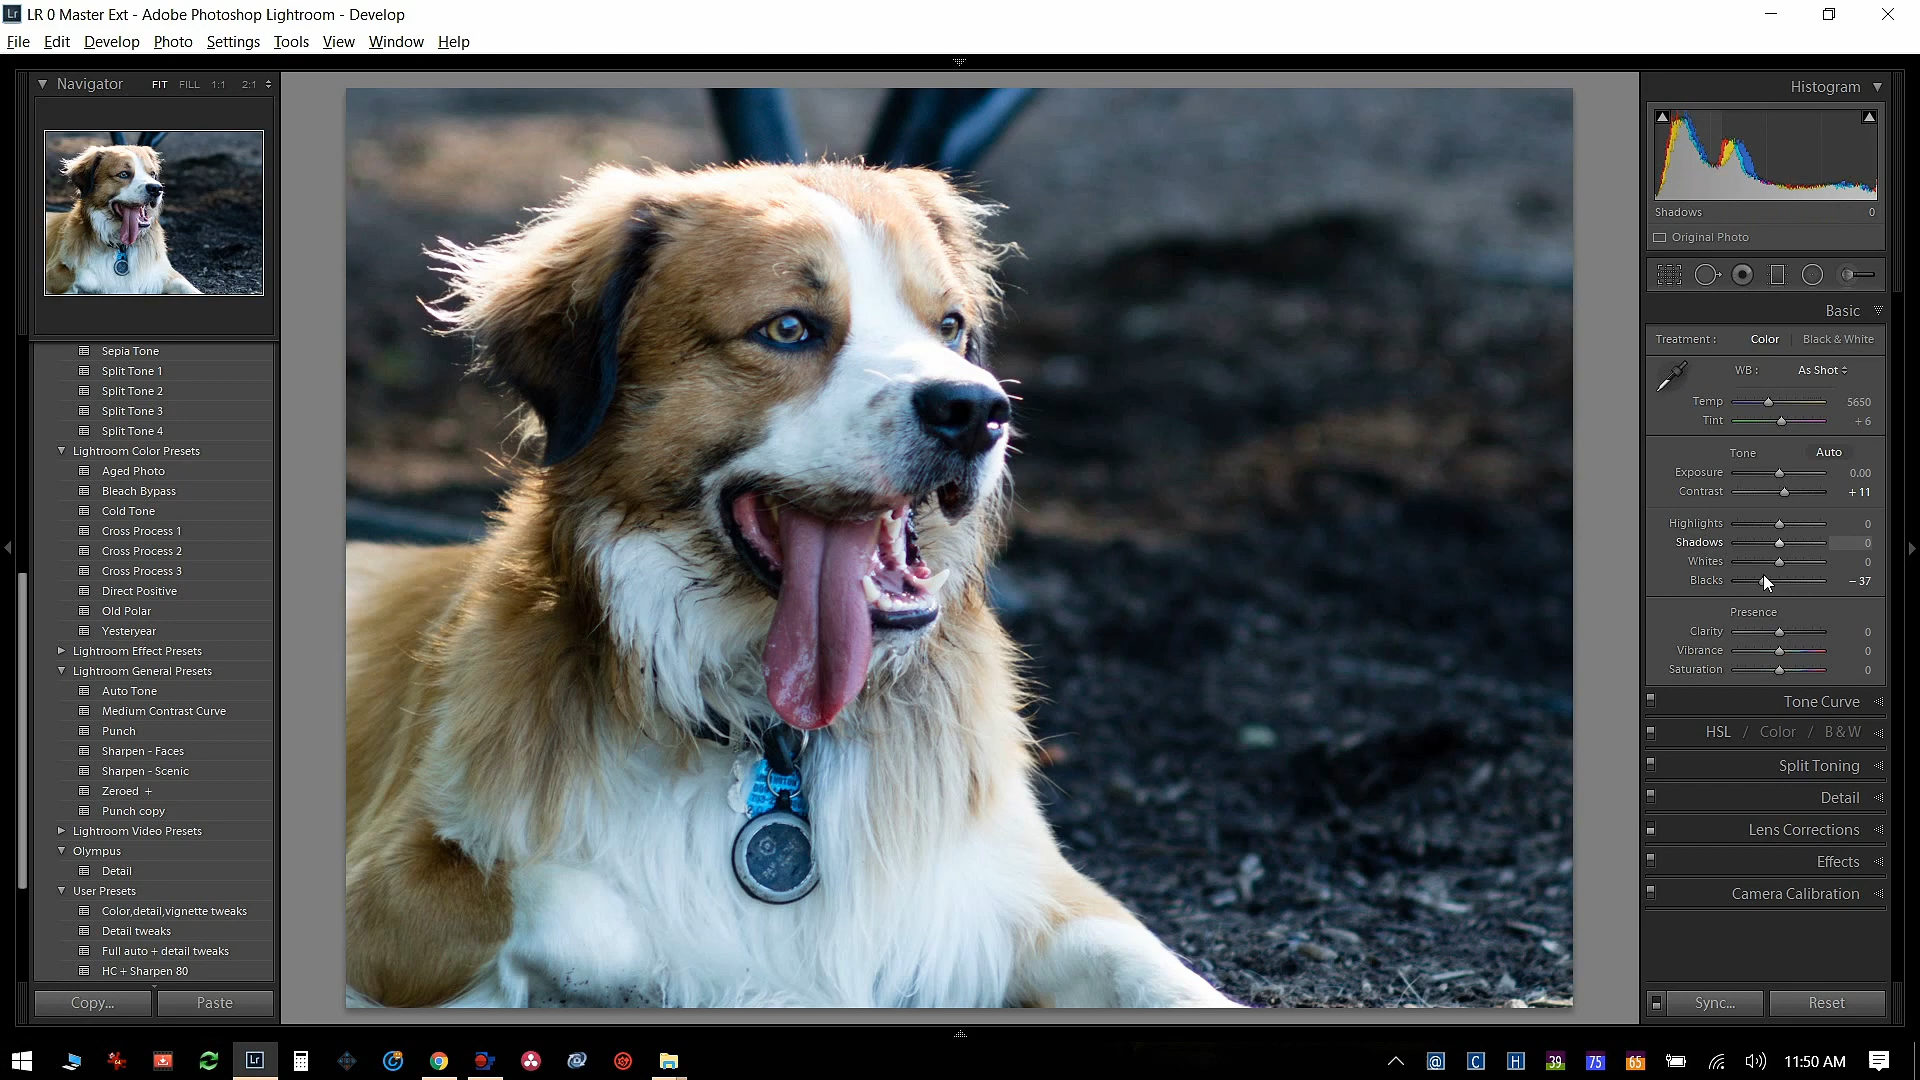 Lr LR 0 Master Ext - Adobe Photoshop Lightroom - Develop
File Edit Develop Photo Settings Tools View Window Help
Navigator FIT FILL 1:1 2:1
Sepia Tone
Split Tone 1
Split Tone 2
Split Tone 3
Split Tone 4
Lightroom Color Presets
Aged Photo
Bleach Bypass
Cold Tone
Cross Process 1
Cross Process 2
Cross Process 3
Direct Positive
Old Polar
Yesteryear
Lightroom Effect Presets
Lightroom General Presets
Auto Tone
Medium Contrast Curve
Punch
Sharpen - Faces
Sharpen - Scenic
Zeroed +
Punch copy
Lightroom Video Presets
Olympus
Detail
User Presets
Color,detail,vignette tweaks
Detail tweaks
Full auto + detail tweaks
HC + Sharpen 80
Copy... Paste
Histogram
Shadows 0
Original Photo
Basic
Treatment : Color Black & White
WB : As Shot
Temp 5650
Tint + 6
Tone Auto
Exposure 0.00
Contrast + 11
Highlights 0
Shadows 0
Whites 0
Blacks - 37
Presence
Clarity 0
Vibrance 0
Saturation 0
Tone Curve
HSL / Color / B & W
Split Toning
Detail
Lens Corrections
Effects
Camera Calibration
Sync... Reset
Lr @ C H 39 75 65 11:50 AM